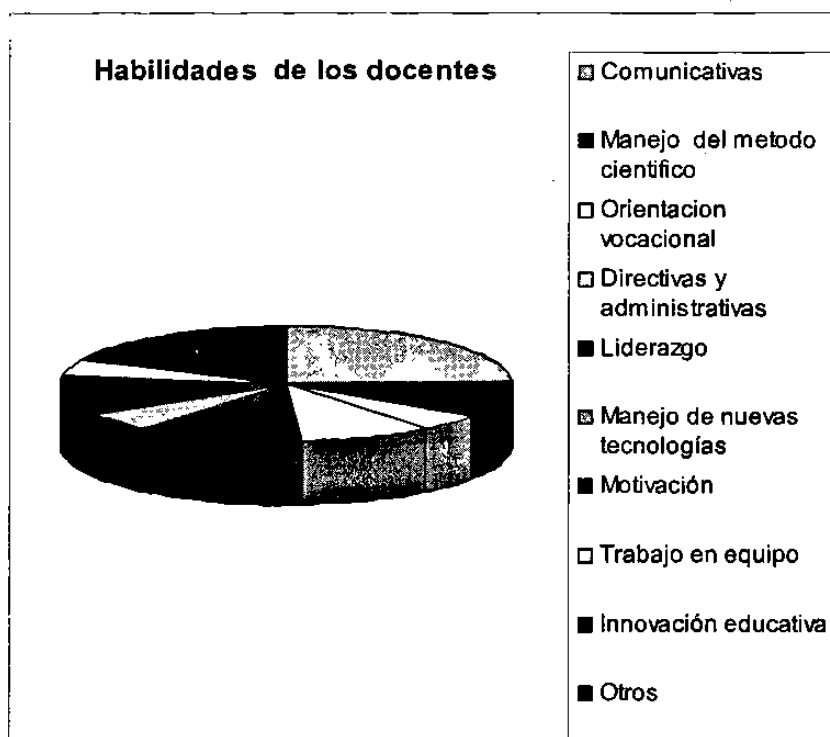 Habilidades de los docentes
Comunicativas
Manejo del metodo
cientifico
Orientacion
vocacional
Directivas y
administrativas
Liderazgo
Manejo de nuevas
tecnologías
Motivación
Trabajo en equipo
Innovación educativa
Otros